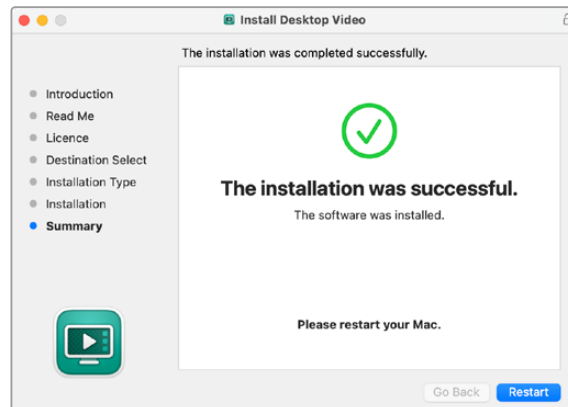 Install Desktop Video
The installation was completed successfully.
Introduction
Read Me
Licence
Destination Select
Installation Type
Installation
Summary
The installation was successful.
The software was installed.
Please restart your Mac.
Go Back
Restart